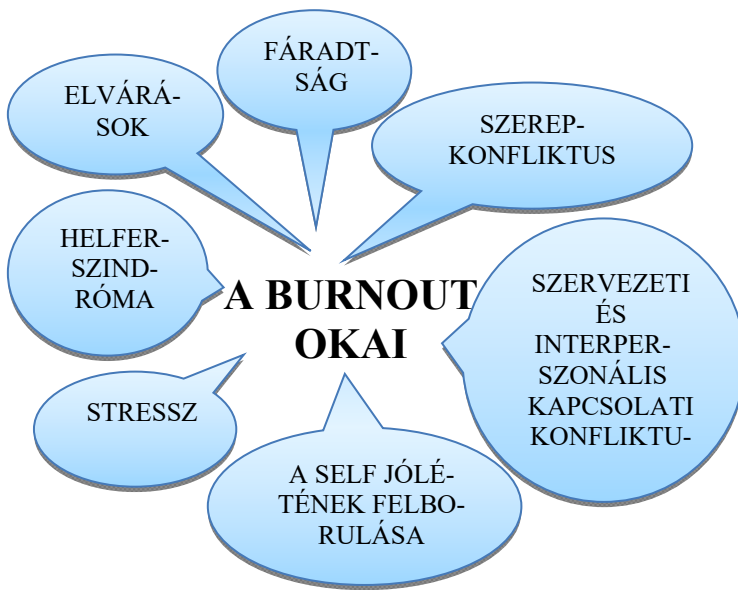 FÁRADT-
SÁG
ELVÁRÁ-
SOK
SZEREP-
KONFLIKTUS
HELFER-
SZIND-
RÓMA
A BURNOUT
OKAI
SZERVEZETI
ÉS
INTERPER-
SZONÁLIS
KAPCSOLATI
KONFLIKTU-
STRESSZ
A SELF JÓLÉ-
TÉNEK FELBO-
RULÁSA